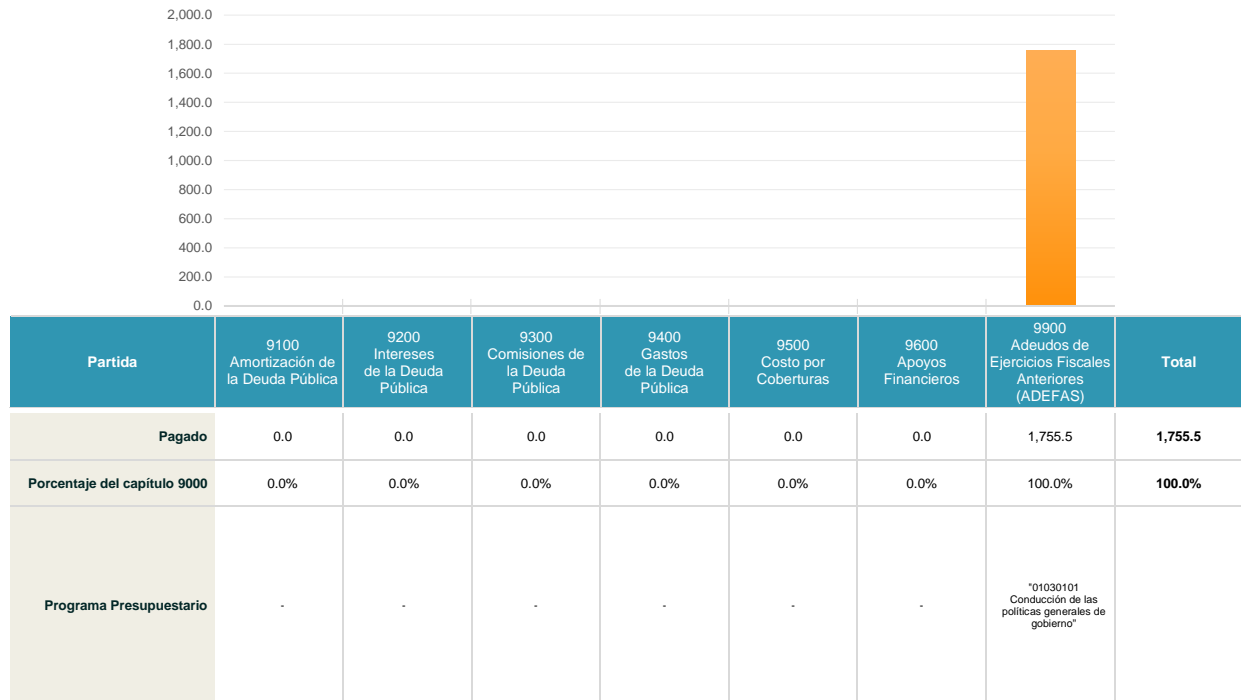 2,000.0
1,800.0
1,600.0
1,400.0
1,200.0
1,000.0
800.0
600.0
400.0
200.0
0.0
Partida
9100
Amortización de
la Deuda Pública
9200
Intereses
de la Deuda
Pública
9300
Comisiones de
la Deuda
Pública
9400
Gastos
de la Deuda
Pública
9500
Costo por
Coberturas
9600
Apoyos
Financieros
9900
Adeudos de
Ejercicios Fiscales
Anteriores
(ADEFAS)
Total
Pagado 0.0 0.0 0.0 0.0 0.0 0.0 1,755.5 1,755.5
Porcentaje del capítulo 9000 0.0% 0.0% 0.0% 0.0% 0.0% 0.0% 100.0% 100.0%
Programa Presupuestario - - - - - -
"01030101
Conducción de las
políticas generales de
gobierno"